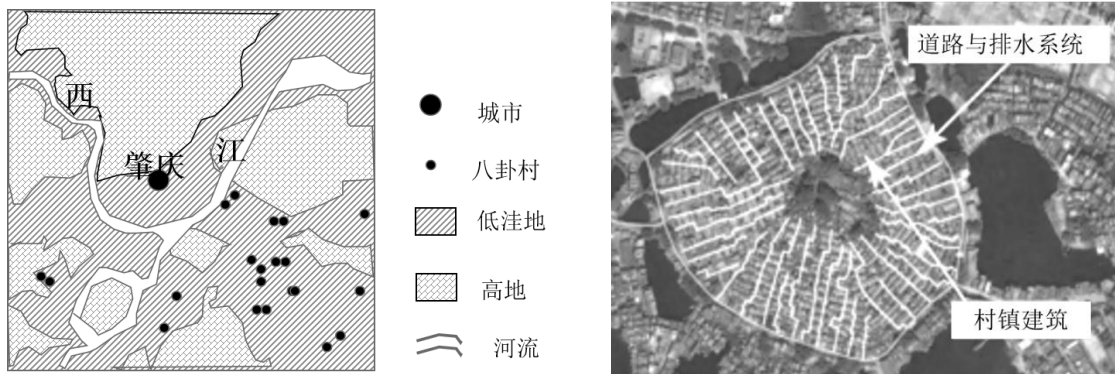 西
肇庆
江
城市
八卦村
低洼地
高地
河流
道路与排水系统
村镇建筑